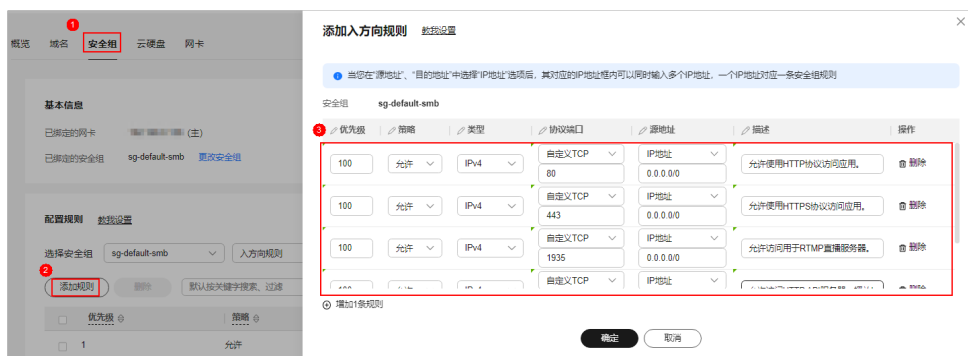 1
概览 域名 安全组 云硬盘 网卡
基本信息
已绑定的网卡 (主)
已绑定的安全组 sg-default-smb 更改安全组
配置规则 教我设置
选择安全组 sg-default-smb 入方向规则
2
添加规则 删除 默认按关键字搜索、过滤
优先级 策略
1 允许
添加入方向规则 教我设置
当您在“源地址”、“目的地址”中选择“IP地址”选项后，其对应的IP地址框内可以同时输入多个IP地址，一个IP地址对应一条安全组规则
安全组 sg-default-smb
3 优先级 策略 类型 协议端口 源地址 描述 操作
100 允许 IPv4 自定义TCP IP地址 允许使用HTTP协议访问应用。 删除
80 0.0.0.0/0
100 允许 IPv4 自定义TCP IP地址 允许使用HTTPS协议访问应用。 删除
443 0.0.0.0/0
100 允许 IPv4 自定义TCP IP地址 允许访问用于RTMP直播服务器。 删除
1935 0.0.0.0/0
自定义TCP IP地址
增加1条规则
确定 取消